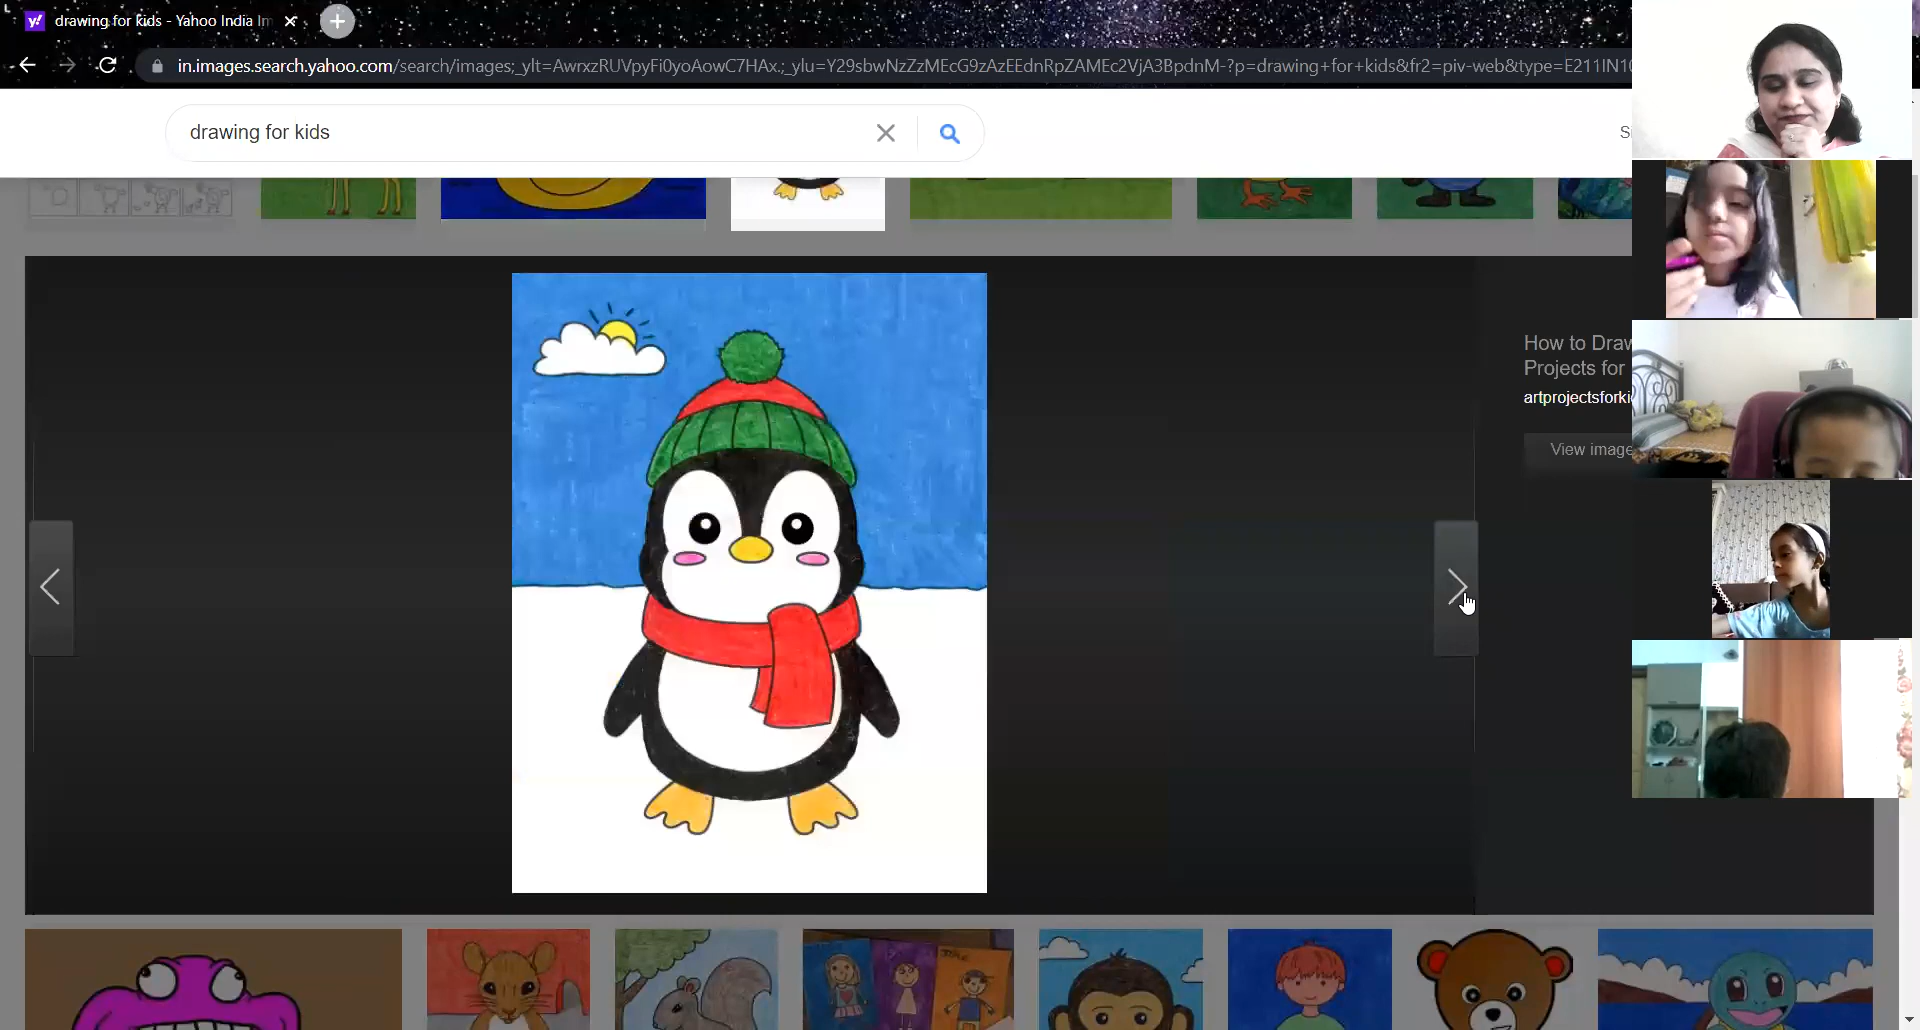 drawing for kids - Yahoo India Im
in.images.search.yahoo.com/search/images;_ylt=AwrxzRUVpyFi0yoAowC7HAx.;_ylu=Y29sbwNzZzMEcG9zAzEEdnRpZAMEc2VjA3BpdnM-?p=drawing+for+kids&fr2=piv-web&type=E211IN10
drawing for kids
How to Draw
Projects for
artprojectsforki
View image